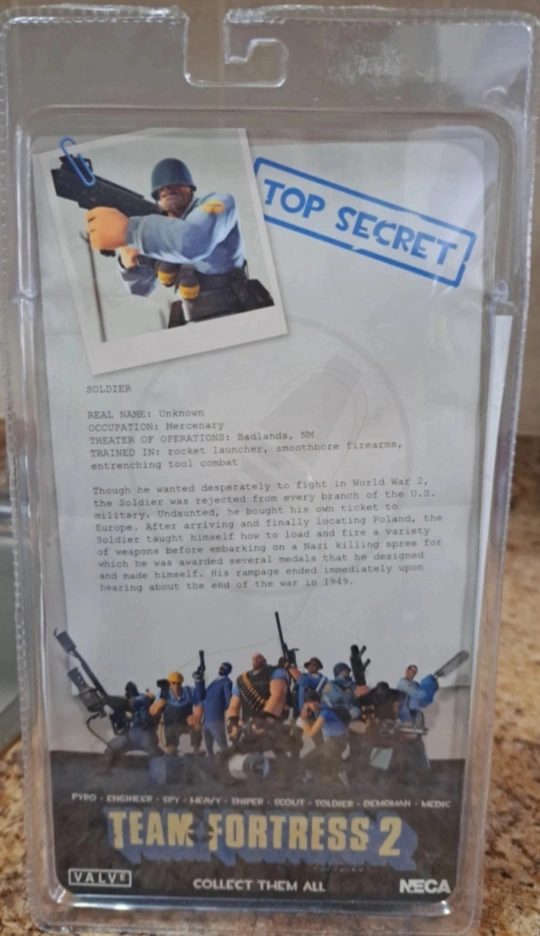 TOP SECRET
SOLDIER
REAL NAME: Unknown
OCCUPATION: Mercenary
THEATER OF OPERATIONS: Badlands, NM
TRAINED IN: rocket launcher, smoothbore firearms,
entrenching tool combat
Though he wanted desperately to fight in World War 2,
the Soldier was rejected from every branch of the U.S.
military. Undaunted, he bought his own ticket to
Europe. After arriving and finally locating Poland, the
Soldier taught himself how to load and fire a variety
of weapons before embarking on a Nazi killing spree for
which he was awarded several medals that he designed
and made himself. His rampage ended immediately upon
hearing about the end of the war in 1949.
PYRO - ENGINEER - SPY - HEAVY - SNIPER - SCOUT - SOLDIER - DEMOMAN - MEDIC
TEAM FORTRESS 2
VALVE
COLLECT THEM ALL
NECA